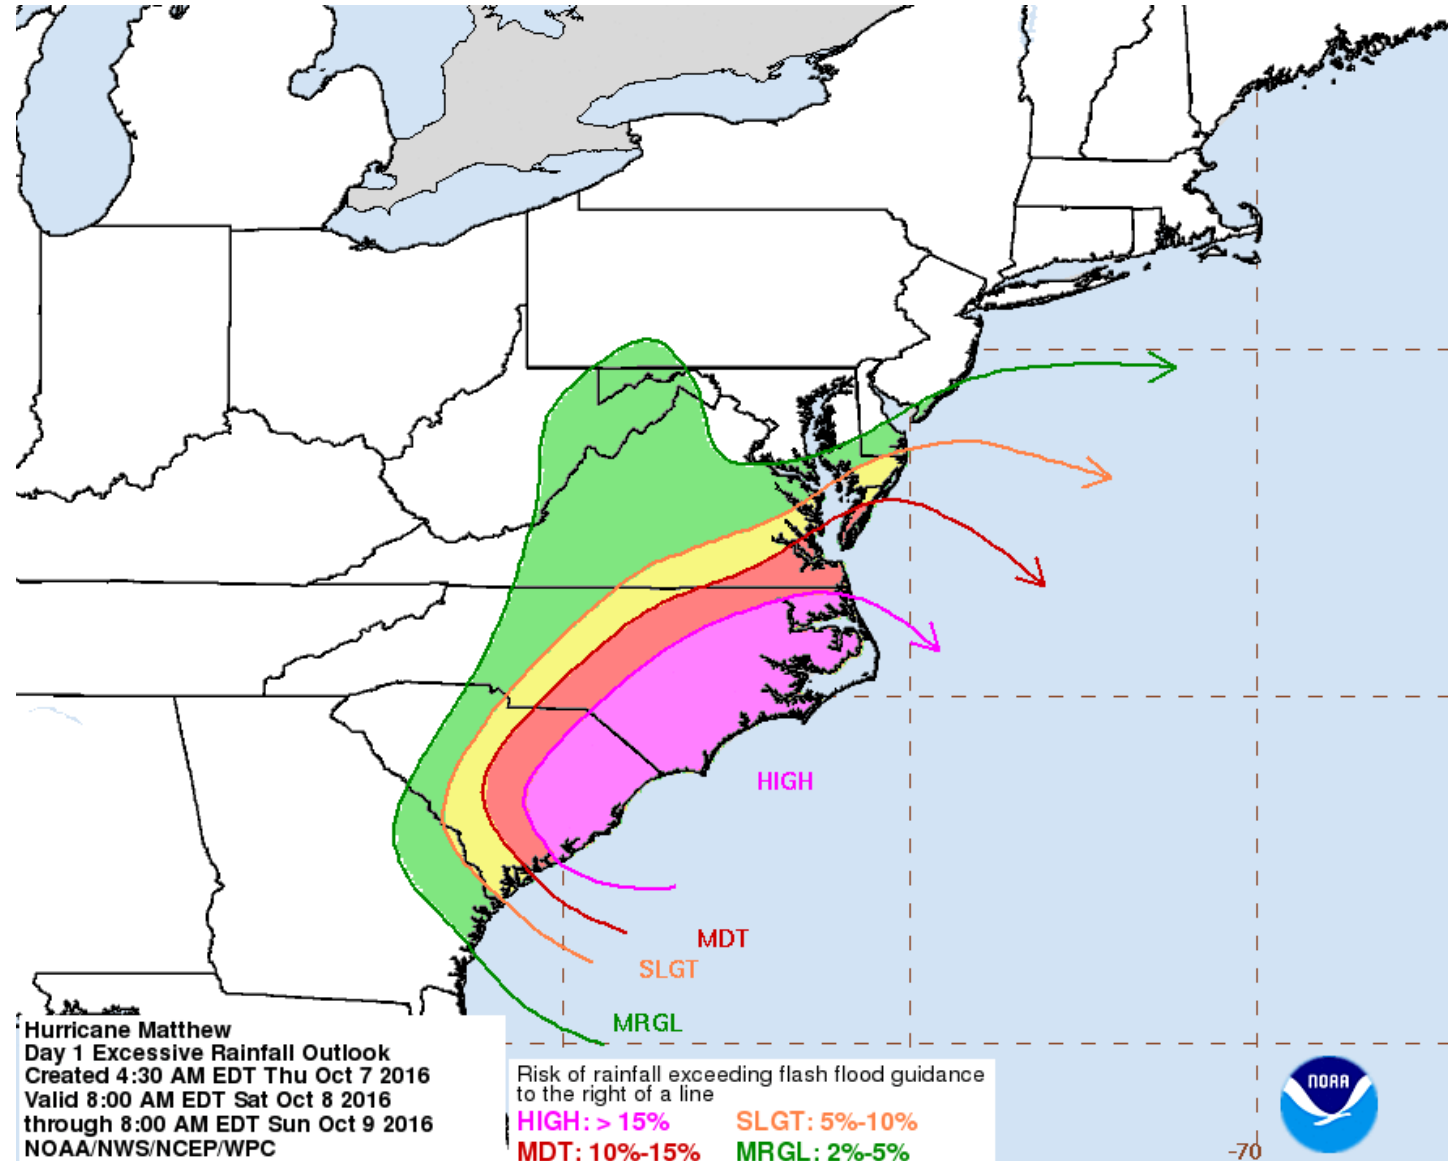 HIGH
MDT
SLGT
MRGL
Hurricane Matthew
Day 1 Excessive Rainfall Outlook
Created 4:30 AM EDT Thu Oct 7 2016
Valid 8:00 AM EDT Sat Oct 8 2016
through 8:00 AM EDT Sun Oct 9 2016
NOAA/NWS/NCEP/WPC
Risk of rainfall exceeding flash flood guidance
to the right of a line
HIGH: > 15% SLGT: 5%-10%
MDT: 10%-15% MRGL: 2%-5%
NOAA
-70